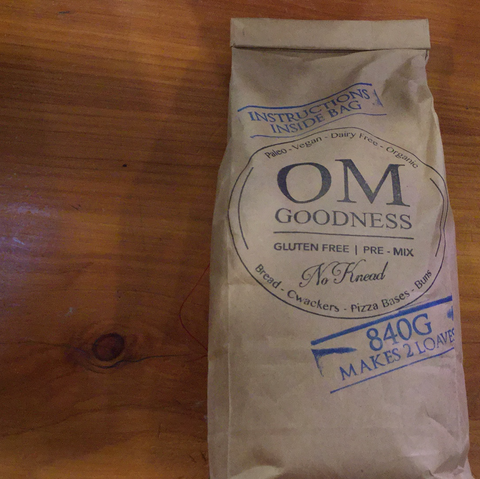 INSTRUCTIONS
INSIDE BAG
Paleo - Vegan - Dairy Free - Organic
OM
GOODNESS
GLUTEN FREE | PRE - MIX
No Knead
Bread - Cwackers - Pizza Bases - Buns
840G
MAKES 2 LOAVES